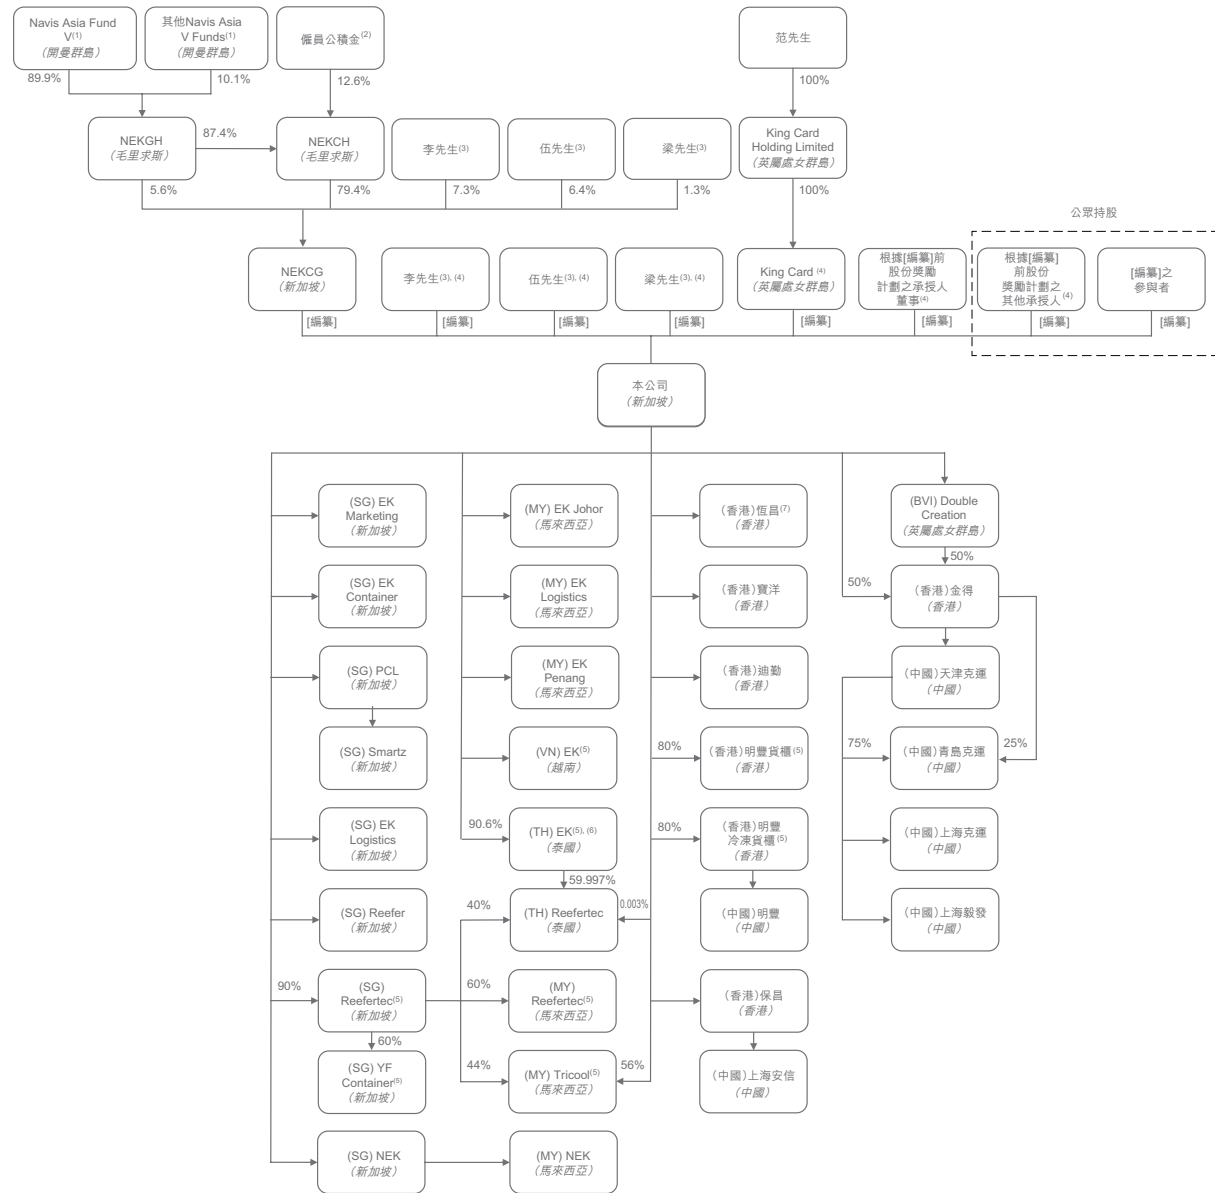 Navis Asia Fund
V(1)
（開曼群島）
其他Navis Asia
V Funds(1)
（開曼群島）
僱員公積金(2)
范先生
89.9%
10.1%
12.6%
100%
NEKGH
（毛里求斯）
87.4%
NEKCH
（毛里求斯）
李先生(3)
伍先生(3)
梁先生(3)
King Card
Holding Limited
（英屬處女群島）
5.6%
79.4%
7.3%
6.4%
1.3%
100%
公眾持股
NEKCG
（新加坡）
李先生(3), (4)
伍先生(3), (4)
梁先生(3), (4)
King Card (4)
（英屬處女群島）
根據[編纂]前
股份獎勵
計劃之承授人
董事(4)
根據[編纂]
前股份
獎勵計劃之
其他承授人(4)
[編纂]之
參與者
[編纂]
[編纂]
[編纂]
[編纂]
[編纂]
[編纂]
[編纂]
[編纂]
本公司
（新加坡）
(SG) EK
Marketing
（新加坡）
(MY) EK Johor
（馬來西亞）
（香港）恆昌(7)
（香港）
(BVI) Double
Creation
（英屬處女群島）
50%
(SG) EK
Container
（新加坡）
(MY) EK
Logistics
（馬來西亞）
（香港）寶洋
（香港）
50%
（香港）金得
（香港）
(SG) PCL
（新加坡）
(MY) EK
Penang
（馬來西亞）
（香港）迪勤
（香港）
（中國）天津克運
（中國）
(SG) Smartz
（新加坡）
(VN) EK(5)
（越南）
80%
（香港）明豐貨櫃(5)
（香港）
75%
（中國）青島克運
（中國）
25%
(SG) EK
Logistics
（新加坡）
90.6%
(TH) EK(5), (6)
（泰國）
80%
（香港）明豐
冷凍貨櫃(5)
（香港）
（中國）上海克運
（中國）
59.997%
(SG) Reefer
（新加坡）
40%
(TH) Reefertec
（泰國）
0.003%
（中國）明豐
（中國）
（中國）上海毅發
（中國）
90%
(SG)
Reefertec(5)
（新加坡）
60%
(MY)
Reefertec(5)
（馬來西亞）
（香港）保昌
（香港）
60%
(SG) YF
Container(5)
（新加坡）
44%
(MY) Tricool(5)
（馬來西亞）
56%
（中國）上海安信
（中國）
(SG) NEK
（新加坡）
(MY) NEK
（馬來西亞）